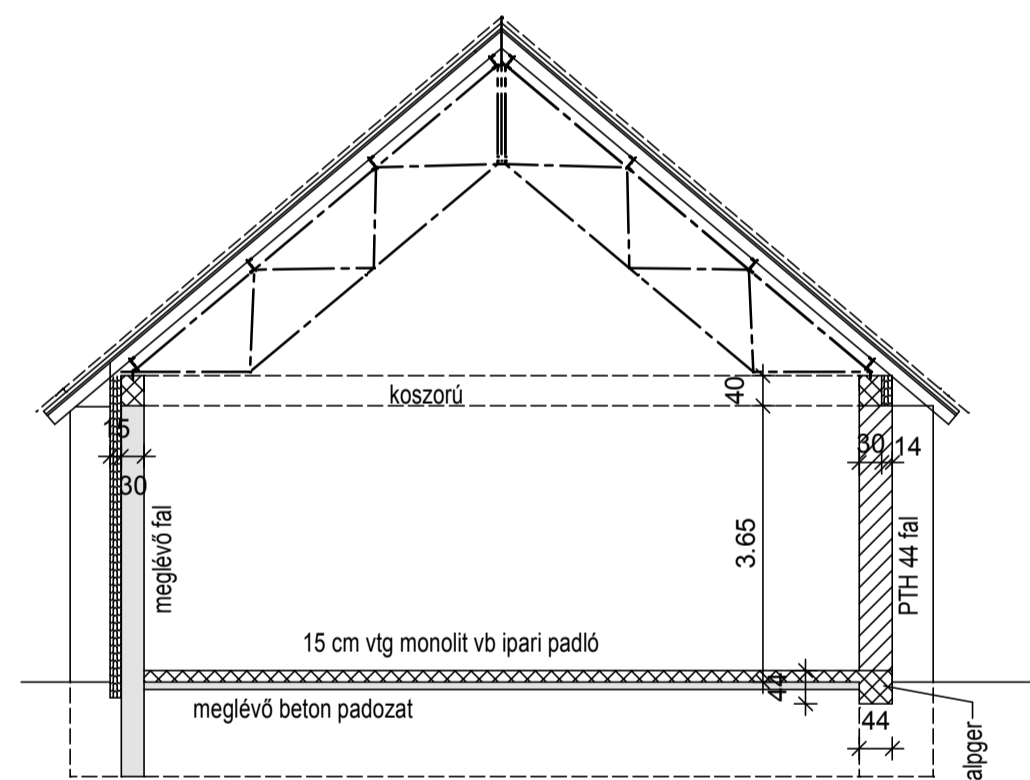 koszorú
40
15
30
30
14
meglévő fal
3.65
PTH 44 fal
15 cm vtg monolit vb ipari padló
44
meglévő beton padozat
44
alpger